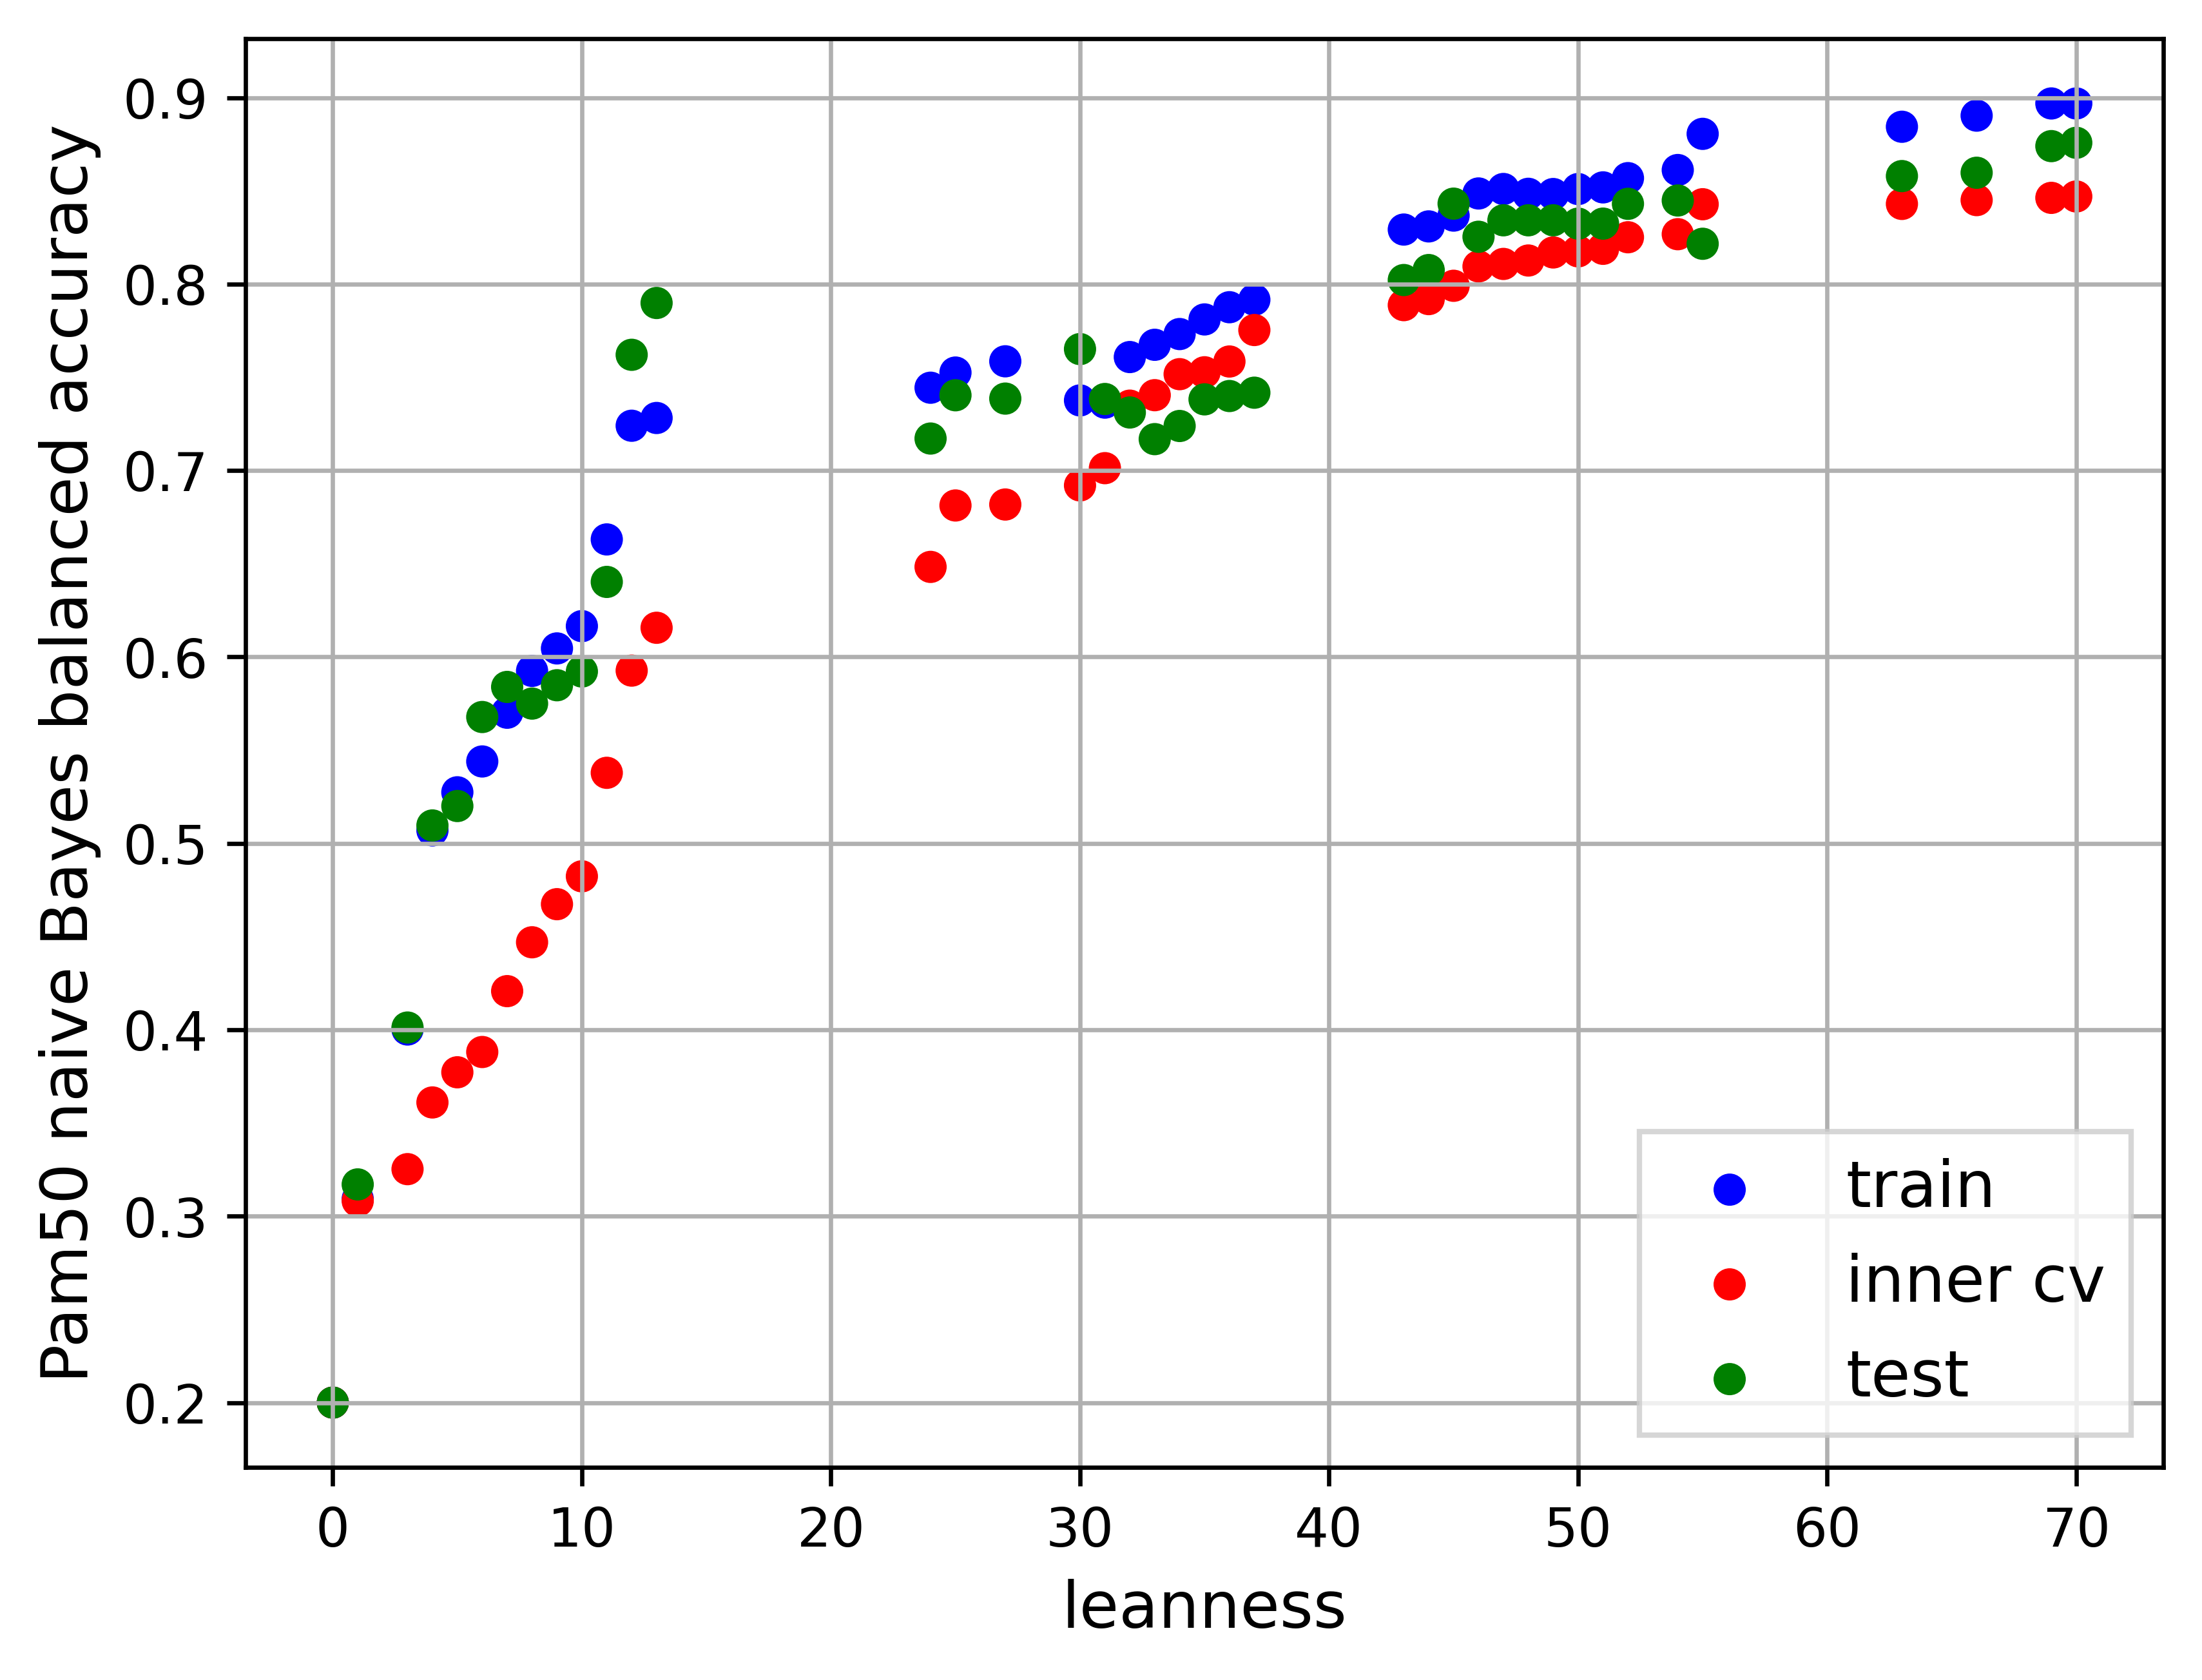 Pam50 naive Bayes balanced accuracy
0.9
0.8
0.7
0.6
0.5
0.4
0.3
0.2
0 10 20 30 40 50 60 70
leanness
train
inner cv
test